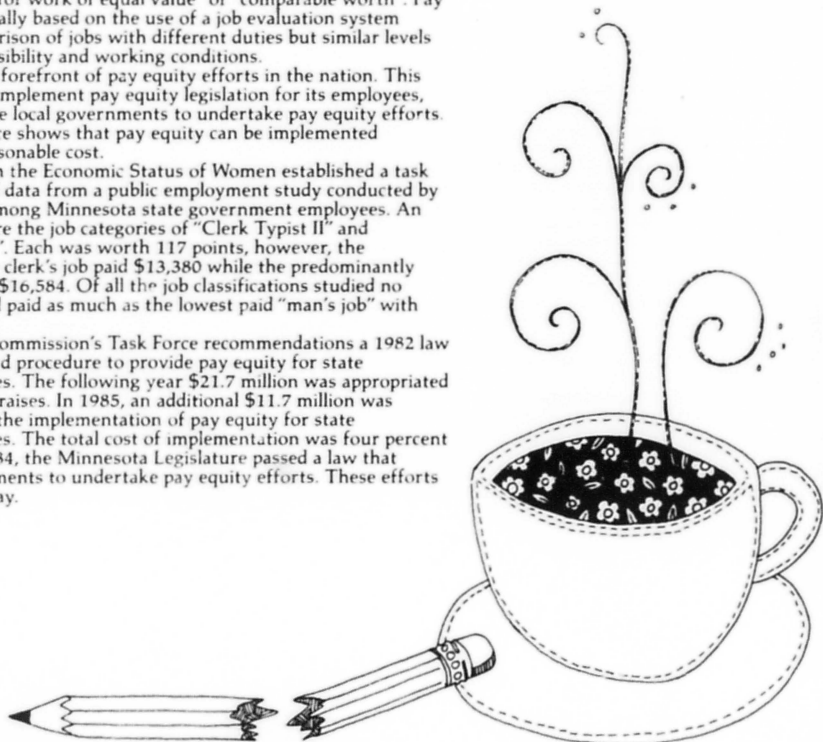 for work of equal value" or "comparable worth". Pay
ally based on the use of a job evaluation system
rison of jobs with different duties but similar levels
sibility and working conditions.
forefront of pay equity efforts in the nation. This
mplement pay equity legislation for its employees,
e local governments to undertake pay equity efforts.
re shows that pay equity can be implemented
sonable cost.
n the Economic Status of Women established a task
data from a public employment study conducted by
mong Minnesota state government employees. An
re the job categories of "Clerk Typist II" and
". Each was worth 117 points, however, the
clerk's job paid $13,380 while the predominantly
$16,584. Of all the job classifications studied no
l paid as much as the lowest paid "man's job" with
ommission's Task Force recommendations a 1982 law
d procedure to provide pay equity for state
es. The following year $21.7 million was appropriated
raises. In 1985, an additional $11.7 million was
the implementation of pay equity for state
es. The total cost of implementation was four percent
84, the Minnesota Legislature passed a law that
ments to undertake pay equity efforts. These efforts
ay.